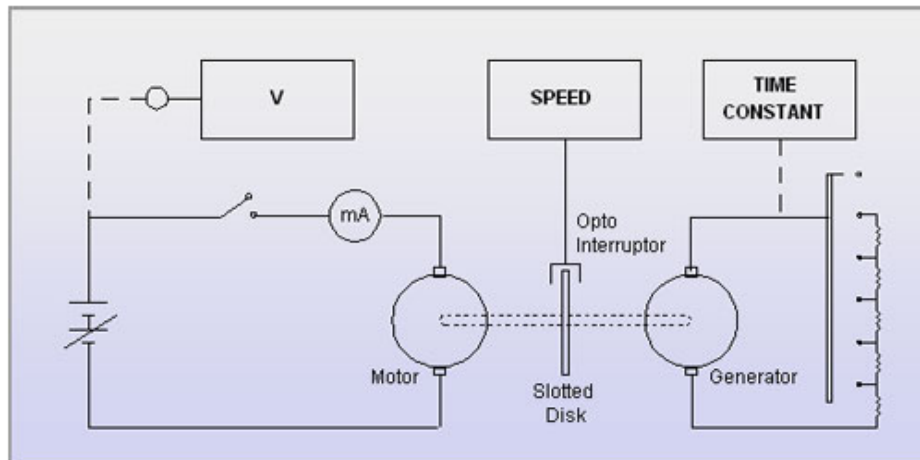 V
SPEED
TIME
CONSTANT
mA
Opto
Interruptor
Motor
Slotted
Disk
Generator